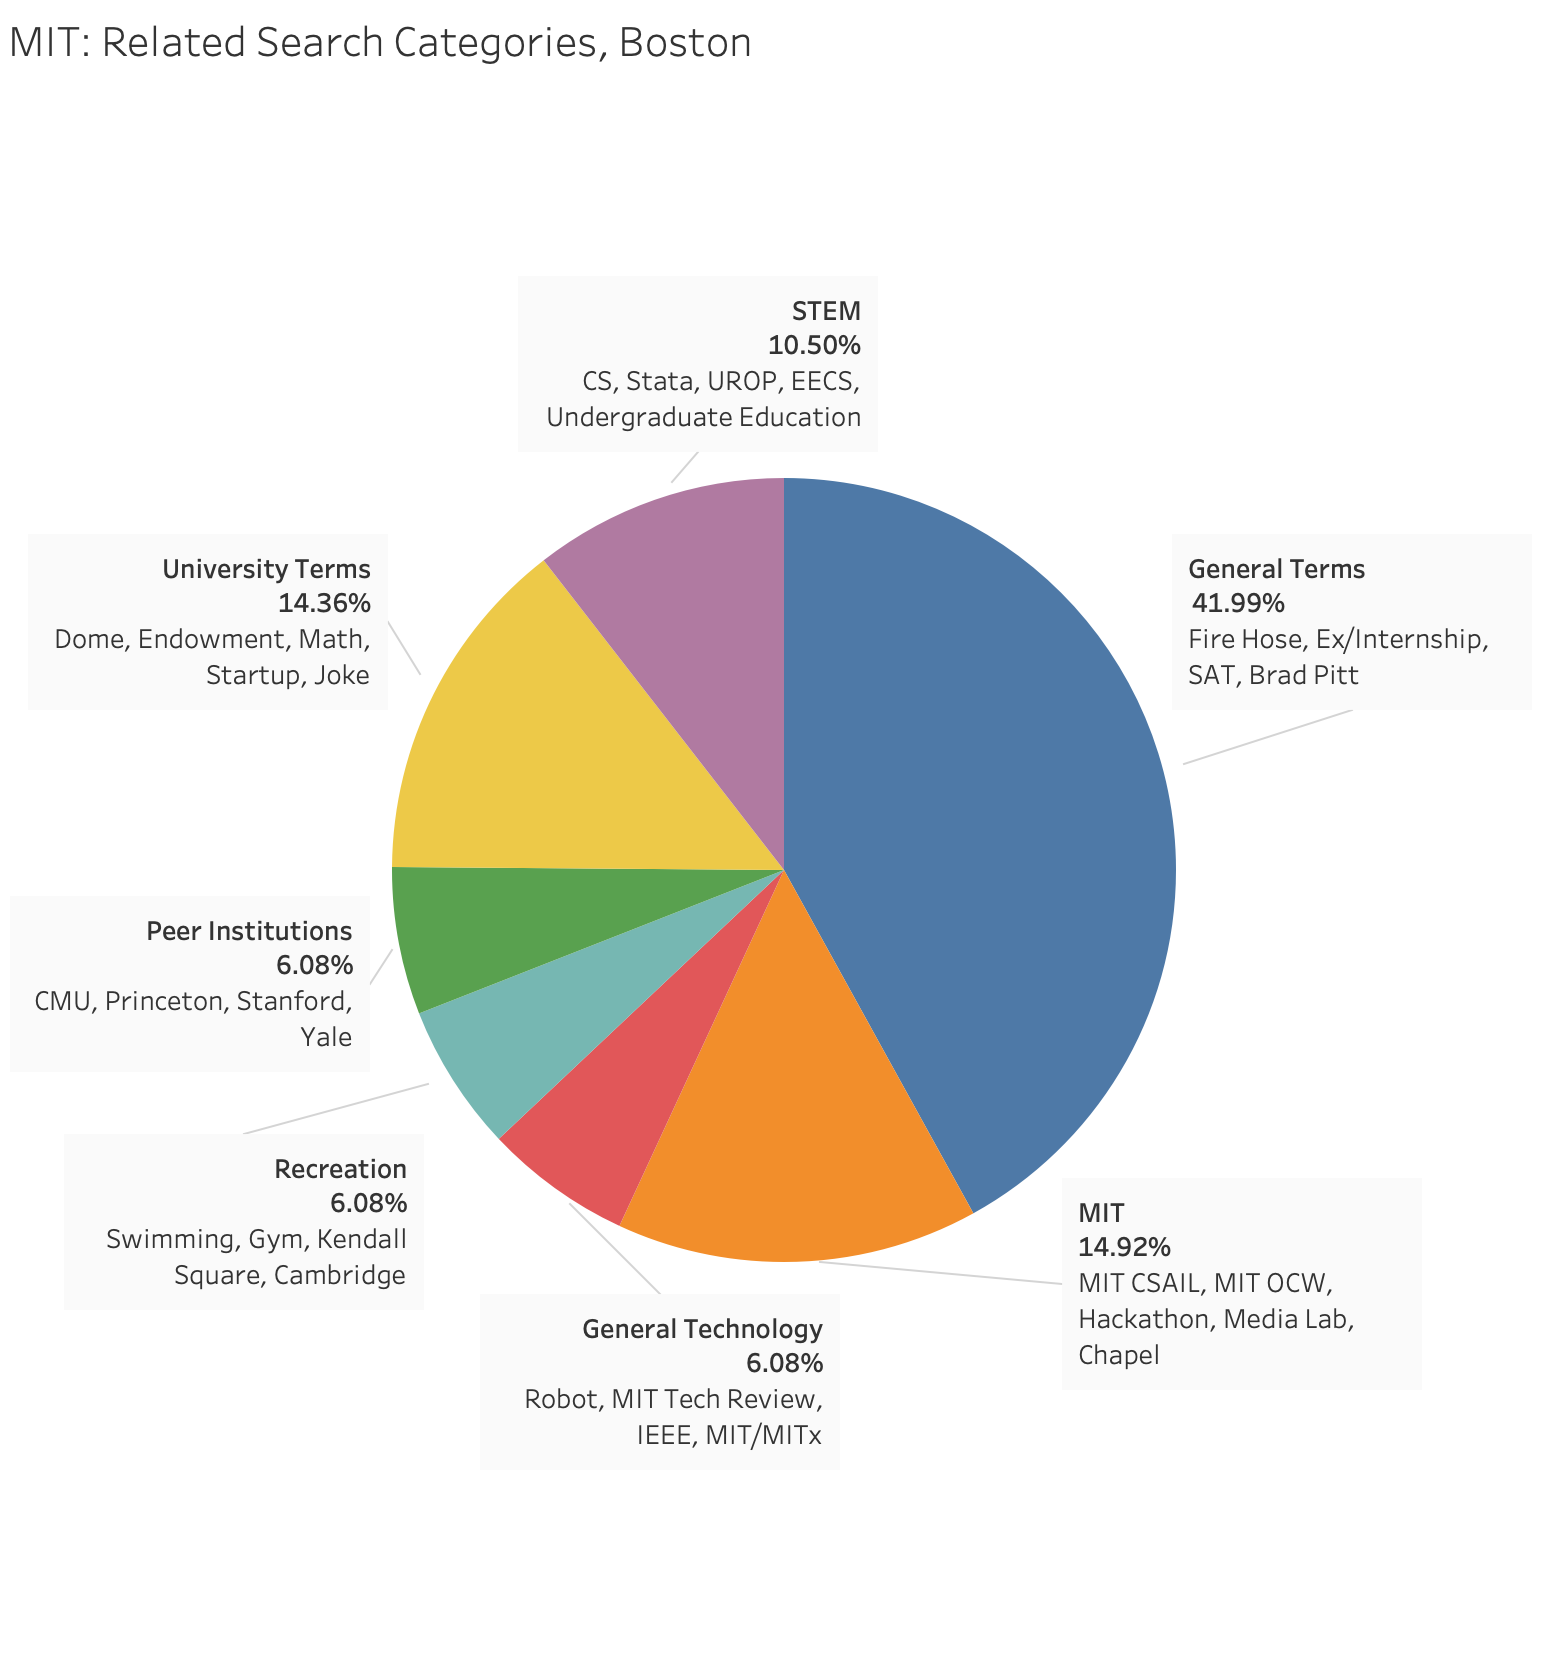 MIT: Related Search Categories, Boston
STEM
10.50%
CS, Stata, UROP, EECS,
Undergraduate Education
University Terms
14.36%
Dome, Endowment, Math,
Startup, Joke
General Terms
41.99%
Fire Hose, Ex/Internship,
SAT, Brad Pitt
Peer Institutions
6.08%
CMU, Princeton, Stanford,
Yale
Recreation
6.08%
Swimming, Gym, Kendall
Square, Cambridge
MIT
14.92%
MIT CSAIL, MIT OCW,
Hackathon, Media Lab,
Chapel
General Technology
6.08%
Robot, MIT Tech Review,
IEEE, MIT/MITx